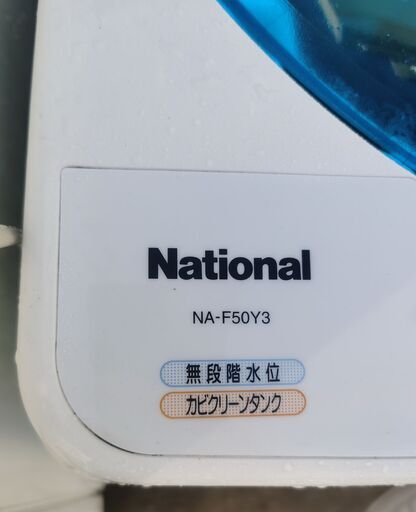 National
NA-F50Y3
無段階水位
カビクリーンタンク